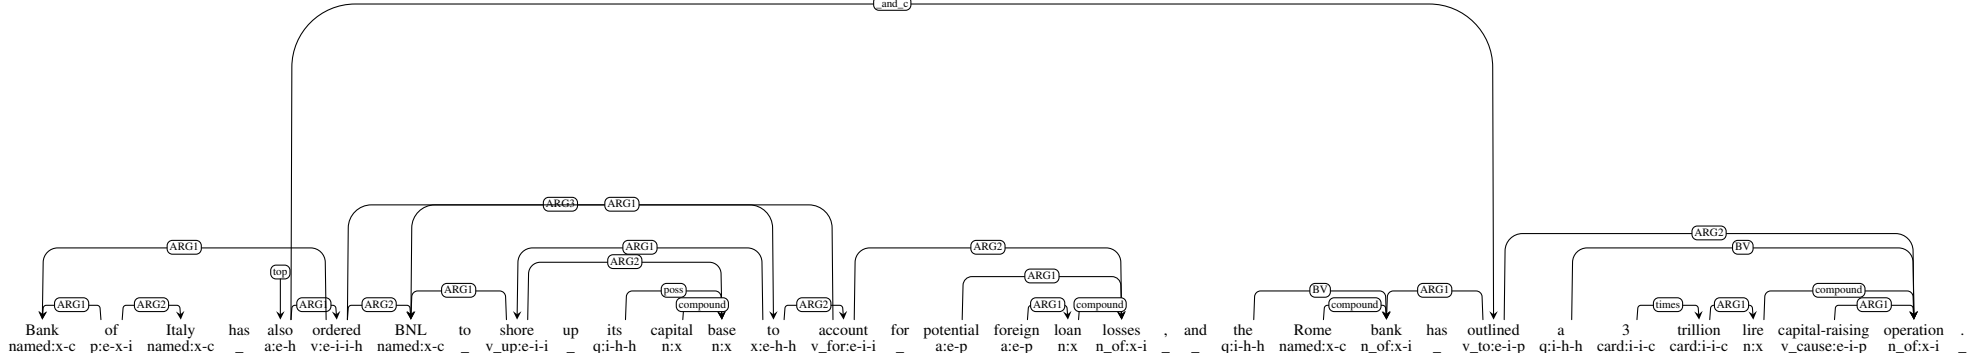 _and_c
ARG3 ARG1
ARG2
ARG1 ARG1 ARG2 BV
ARG2
top ARG1
ARG1 poss BV ARG1 compound
ARG1 ARG2 ARG1 ARG2 compound ARG2 ARG1 compound compound times ARG1 ARG1
Bank of Italy has also ordered BNL to shore up its capital base to account for potential foreign loan losses , and the Rome bank has outlined a 3 trillion lire capital-raising operation .
named:x-c p:e-x-i named:x-c _ a:e-h v:e-i-i-h named:x-c _ v_up:e-i-i _ q:i-h-h n:x n:x x:e-h-h v_for:e-i-i _ a:e-p a:e-p n:x n_of:x-i _ _ q:i-h-h named:x-c n_of:x-i _ v_to:e-i-p q:i-h-h card:i-i-c card:i-i-c n:x v_cause:e-i-p n_of:x-i _